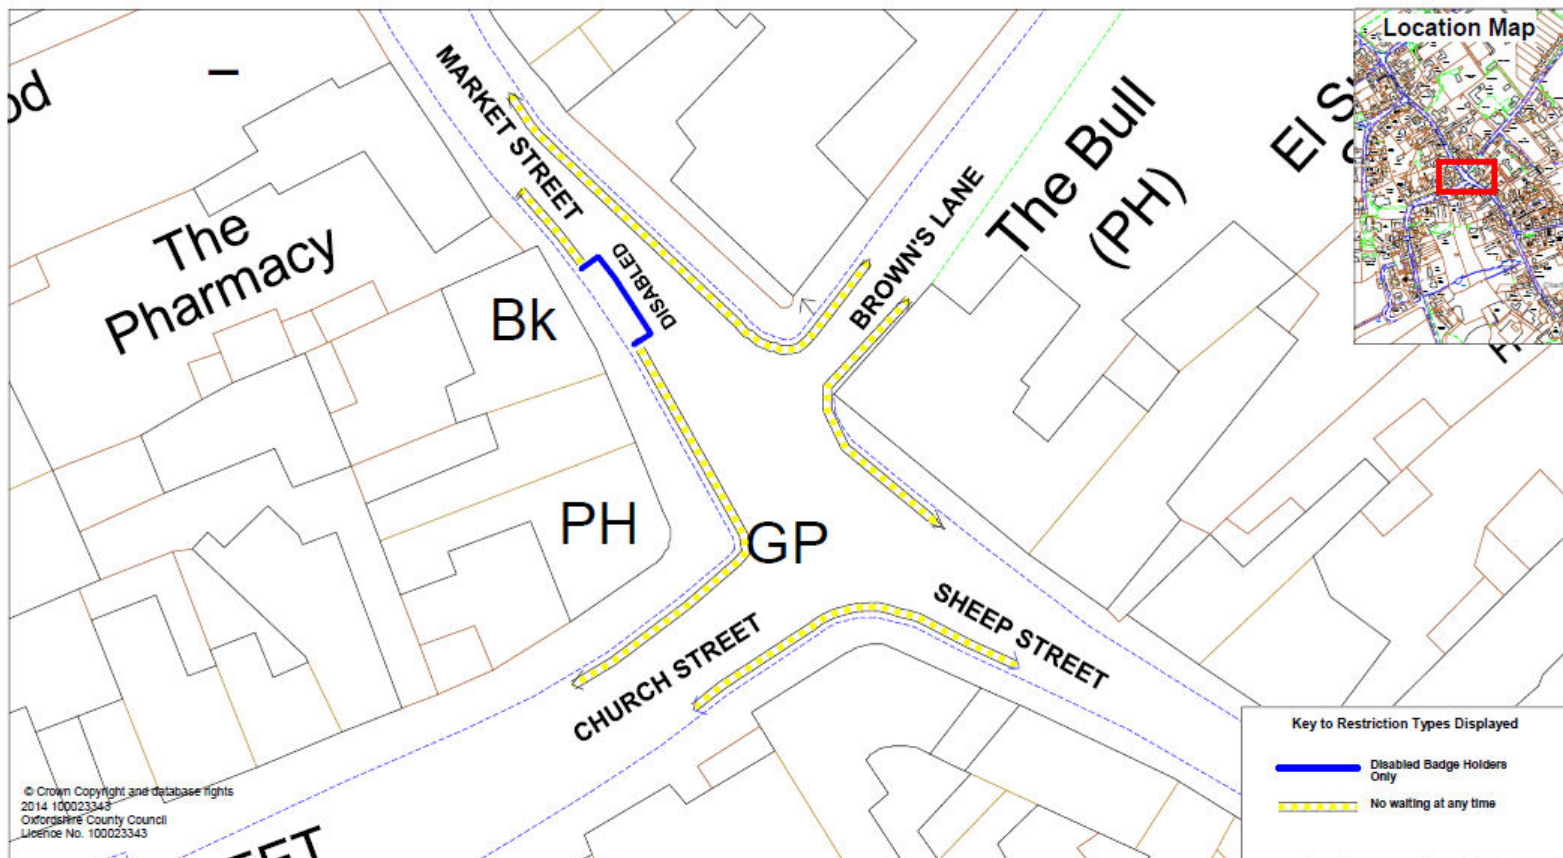 Location Map
od
MARKET STREET
The
Pharmacy
Bk
DISABLED
BROWN'S LANE
The Bull
(PH)
El S
PH
GP
CHURCH STREET
SHEEP STREET
Key to Restriction Types Displayed
Disabled Badge Holders
Only
No waiting at any time
© Crown Copyright and database rights
2014 100023343
Oxfordshire County Council
Licence No. 100023343
EET